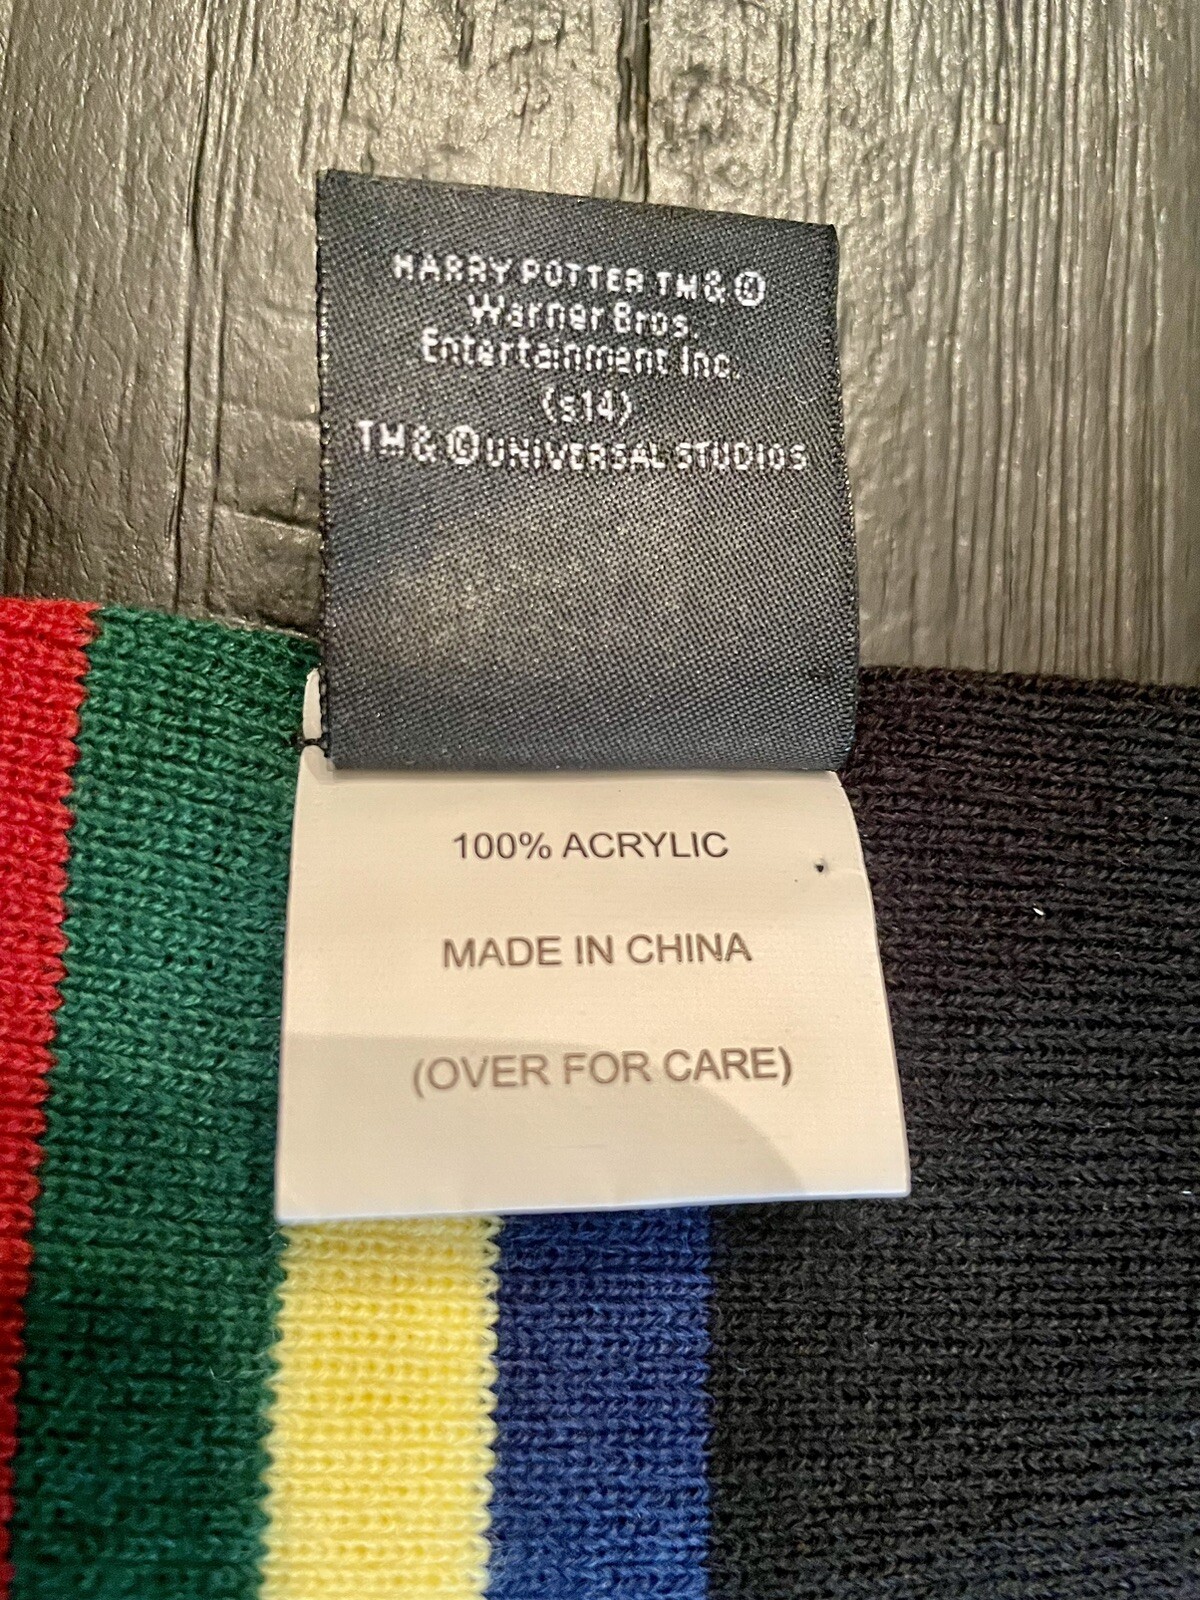 HARRY POTTER TM & ©
Warner Bros.
Entertainment Inc.
(s14)
TM & © UNIVERSAL STUDIOS
100% ACRYLIC
MADE IN CHINA
(OVER FOR CARE)